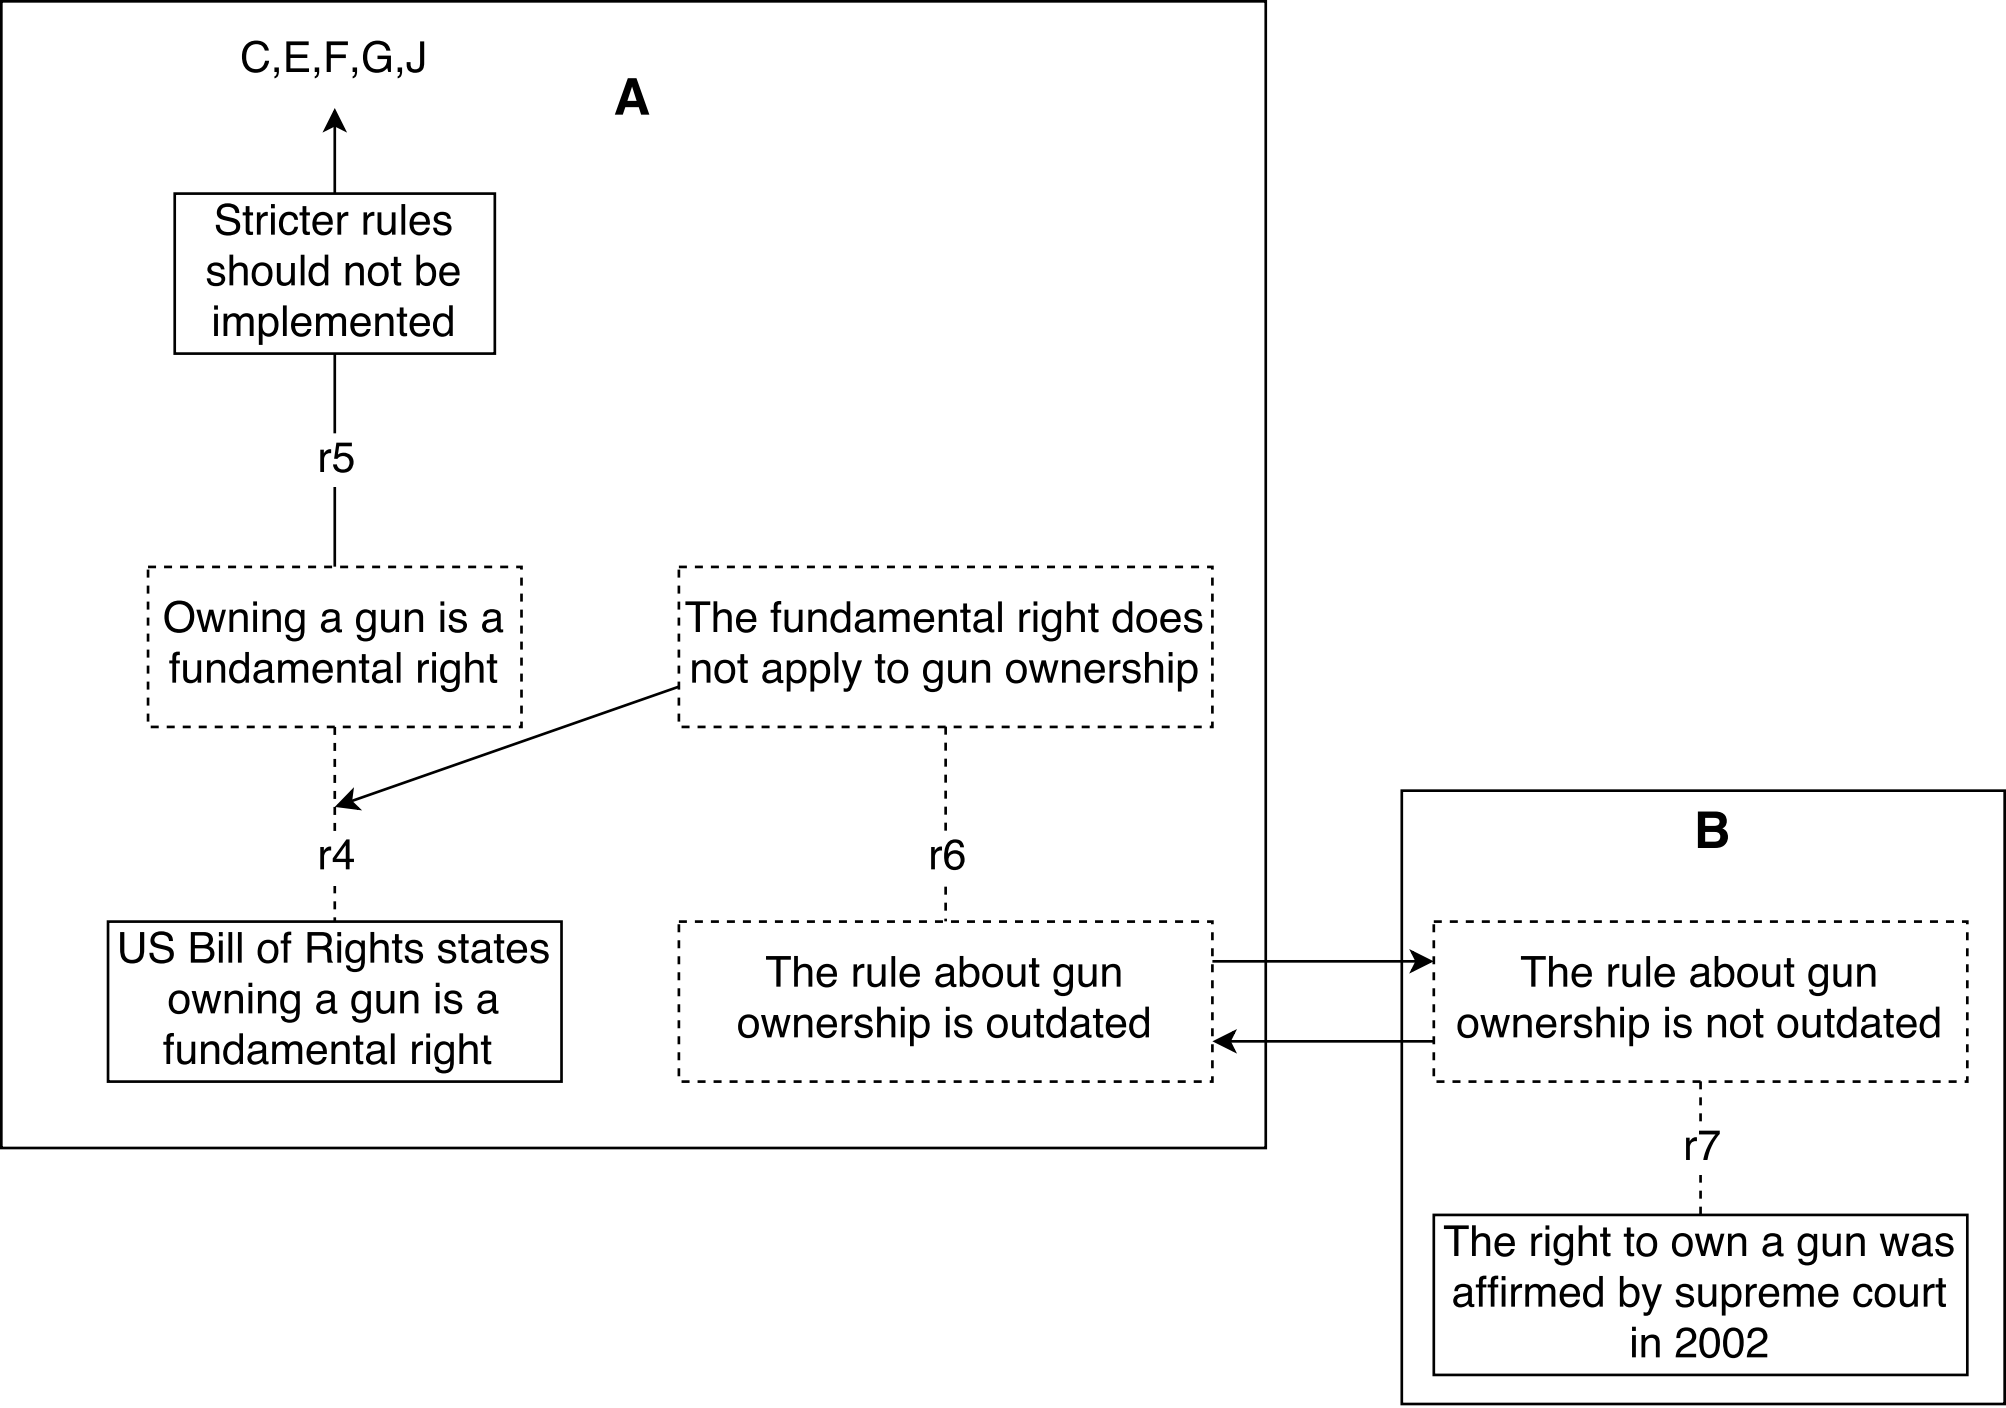 C,E,F,G,J
A
Stricter rules
should not be
implemented
r5
Owning a gun is a
fundamental right
The fundamental right does
not apply to gun ownership
r4
r6
US Bill of Rights states
owning a gun is a
fundamental right
The rule about gun
ownership is outdated
B
The rule about gun
ownership is not outdated
r7
The right to own a gun was
affirmed by supreme court
in 2002